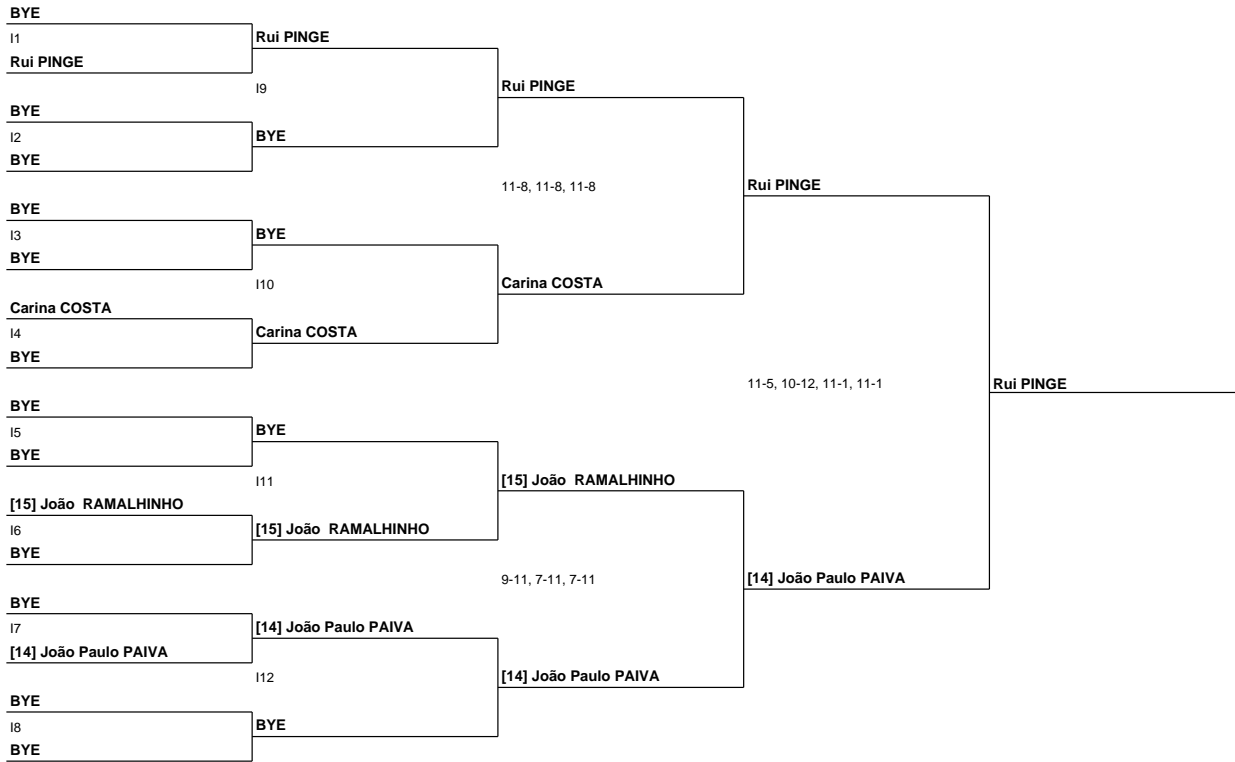 BYE
I1
Rui PINGE
Rui PINGE
I9
Rui PINGE
BYE
I2
BYE
BYE
11-8, 11-8, 11-8
Rui PINGE
BYE
I3
BYE
BYE
I10
Carina COSTA
Carina COSTA
I4
Carina COSTA
BYE
11-5, 10-12, 11-1, 11-1
Rui PINGE
BYE
I5
BYE
BYE
I11
[15] João  RAMALHINHO
[15] João  RAMALHINHO
I6
[15] João  RAMALHINHO
BYE
9-11, 7-11, 7-11
[14] João Paulo PAIVA
BYE
I7
[14] João Paulo PAIVA
[14] João Paulo PAIVA
I12
[14] João Paulo PAIVA
BYE
I8
BYE
BYE